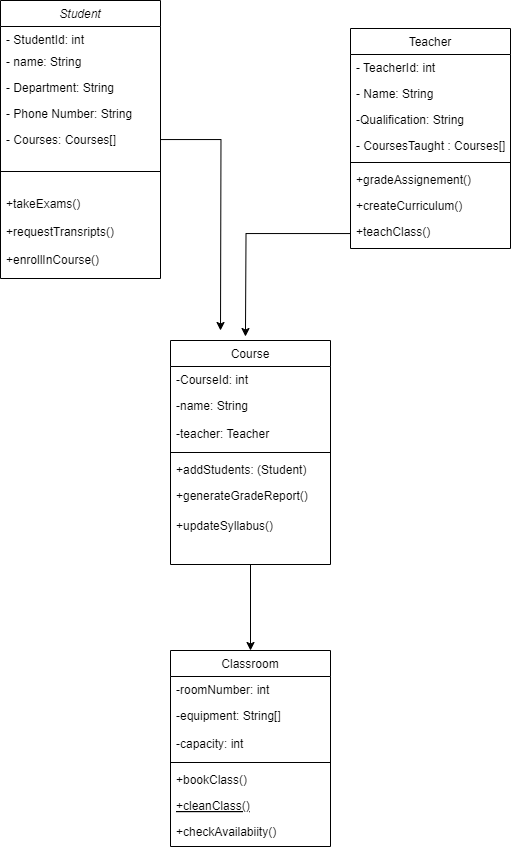 Student
- StudentId: int
- name: String
- Department: String
- Phone Number: String
- Courses: Courses[]
+takeExams()
+requestTransripts()
+enrollInCourse()
Teacher
- TeacherId: int
- Name: String
-Qualification: String
- CoursesTaught : Courses[]
+gradeAssignement()
+createCurriculum()
+teachClass()
Course
-CourseId: int
-name: String
-teacher: Teacher
+addStudents: (Student)
+generateGradeReport()
+updateSyllabus()
Classroom
-roomNumber: int
-equipment: String[]
-capacity: int
+bookClass()
+cleanClass()
+checkAvailabiity()